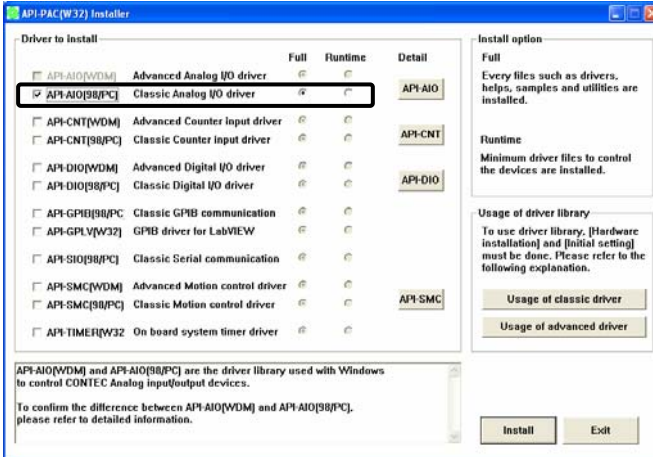 API-PAC(W32) Installer
Driver to install
Full Runtime Detail
API-AIO(WDM) Advanced Analog I/O driver
API-AIO(98/PC) Classic Analog I/O driver
API-AIO
API-CNT(WDM) Advanced Counter input driver
API-CNT(98/PC) Classic Counter input driver
API-CNT
API-DIO(WDM) Advanced Digital I/O driver
API-DIO(98/PC) Classic Digital I/O driver
API-DIO
API-GPIB(98/PC Classic GPIB communication
API-GPLV(W32) GPIB driver for LabVIEW
API-SIO(98/PC) Classic Serial communication
API-SMC(WDM) Advanced Motion control driver
API-SMC(98/PC) Classic Motion control driver
API-SMC
API-TIMER(W32 On board system timer driver
Install option
Full
Every files such as drivers,
helps, samples and utilities are
installed.
Runtime
Minimum driver files to control
the devices are installed.
Usage of driver library
To use driver library, [Hardware
installation] and [Initial setting]
must be done. Please refer to the
following explanation.
Usage of classic driver
Usage of advanced driver
API-AIO(WDM) and API-AIO(98/PC) are the driver library used with Windows
to control CONTEC Analog input/output devices.
To confirm the difference between API-AIO(WDM) and API-AIO(98/PC),
please refer to detailed information.
Install Exit